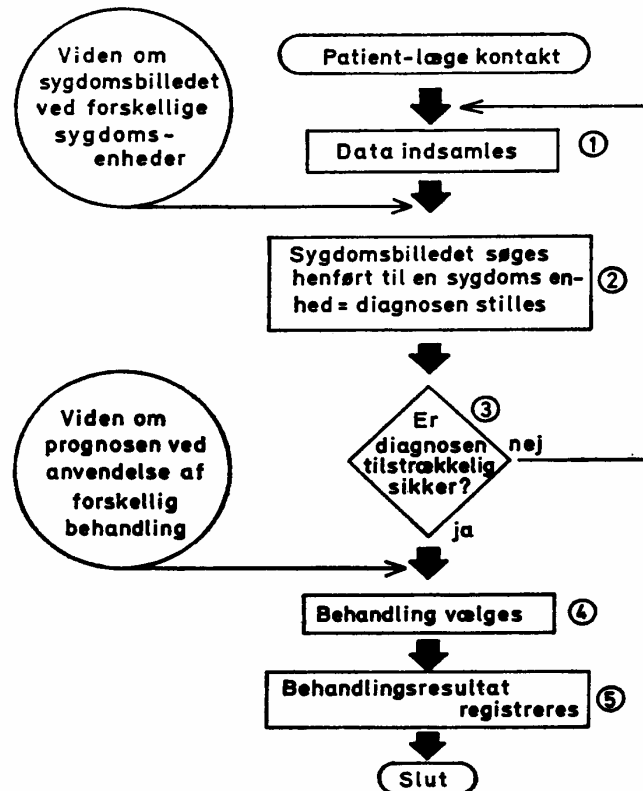 Viden om
sygdomsbilledet
ved forskellige
sygdoms-
enheder
Patient-læge kontakt
Data indsamles
①
Sygdomsbilledet søges
henført til en sygdoms en-
hed = diagnosen stilles
②
③
Er
diagnosen
tilstrækkelig
sikker?
nej
ja
Viden om
prognosen ved
anvendelse af
forskellig
behandling
Behandling vælges
④
Behandlingsresultat
registreres
⑤
Slut